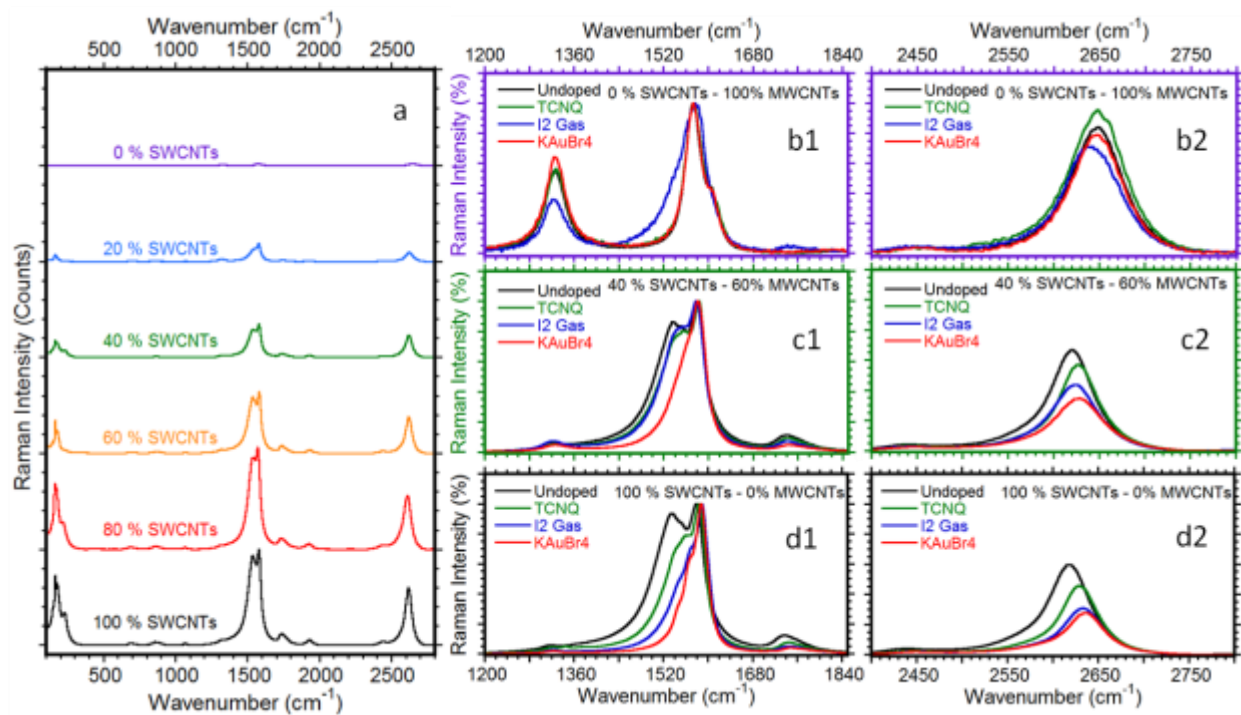 Wavenumber (cm⁻¹)
500 1000 1500 2000 2500
a
0 % SWCNTs
20 % SWCNTs
40 % SWCNTs
60 % SWCNTs
80 % SWCNTs
100 % SWCNTs
Raman Intensity (Counts)
500 1000 1500 2000 2500
Wavenumber (cm⁻¹)
Wavenumber (cm⁻¹)
1200 1360 1520 1680 1840
Raman Intensity (%)
Undoped 0 % SWCNTs - 100% MWCNTs
TCNQ
I2 Gas
KAuBr4
b1
Wavenumber (cm⁻¹)
2450 2550 2650 2750
Undoped 0 % SWCNTs - 100% MWCNTs
TCNQ
I2 Gas
KAuBr4
b2
Raman Intensity (%)
Undoped 40 % SWCNTs - 60% MWCNTs
TCNQ
I2 Gas
KAuBr4
c1
Undoped 40 % SWCNTs - 60% MWCNTs
TCNQ
I2 Gas
KAuBr4
c2
Raman Intensity (%)
Undoped 100 % SWCNTs - 0% MWCNTs
TCNQ
I2 Gas
KAuBr4
d1
1200 1360 1520 1680 1840
Wavenumber (cm⁻¹)
Undoped 100 % SWCNTs - 0% MWCNTs
TCNQ
I2 Gas
KAuBr4
d2
2450 2550 2650 2750
Wavenumber (cm⁻¹)